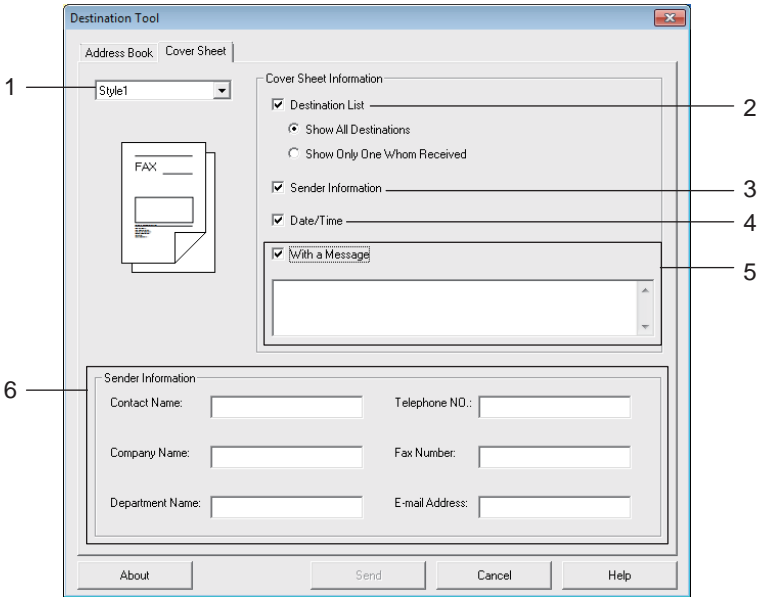 Destination Tool
Address Book Cover Sheet
1
Style1
Cover Sheet Information
Destination List
2
Show All Destinations
Show Only One Whom Received
FAX
Sender Information
3
Date/Time
4
With a Message
5
6
Sender Information
Contact Name:
Telephone NO.:
Company Name:
Fax Number:
Department Name:
E-mail Address:
About
Send
Cancel
Help